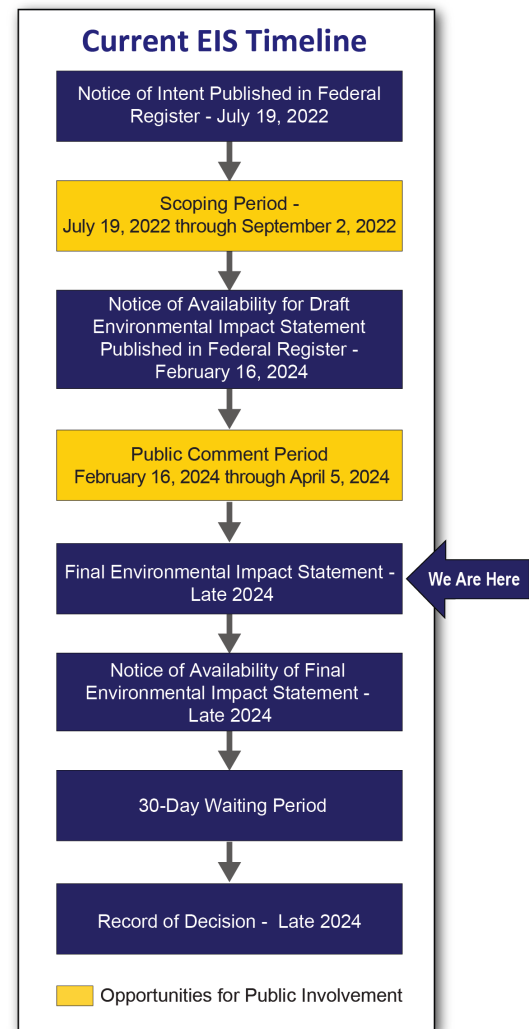 Current EIS Timeline
Notice of Intent Published in Federal
Register - July 19, 2022
Scoping Period -
July 19, 2022 through September 2, 2022
Notice of Availability for Draft
Environmental Impact Statement
Published in Federal Register -
February 16, 2024
Public Comment Period
February 16, 2024 through April 5, 2024
Final Environmental Impact Statement -
Late 2024
We Are Here
Notice of Availability of Final
Environmental Impact Statement -
Late 2024
30-Day Waiting Period
Record of Decision - Late 2024
Opportunities for Public Involvement